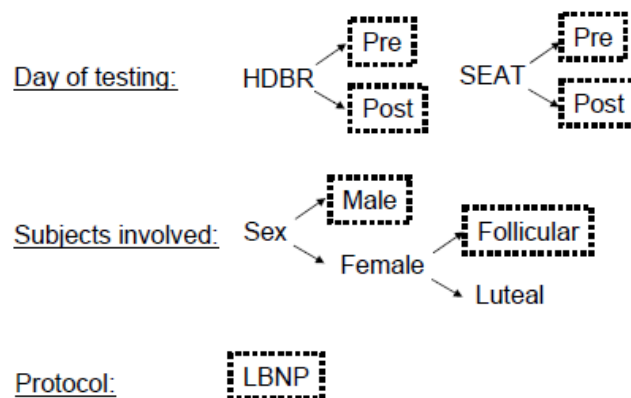 Day of testing: HDBR Pre Post SEAT Pre Post
Subjects involved: Sex Male Female Follicular Luteal
Protocol: LBNP